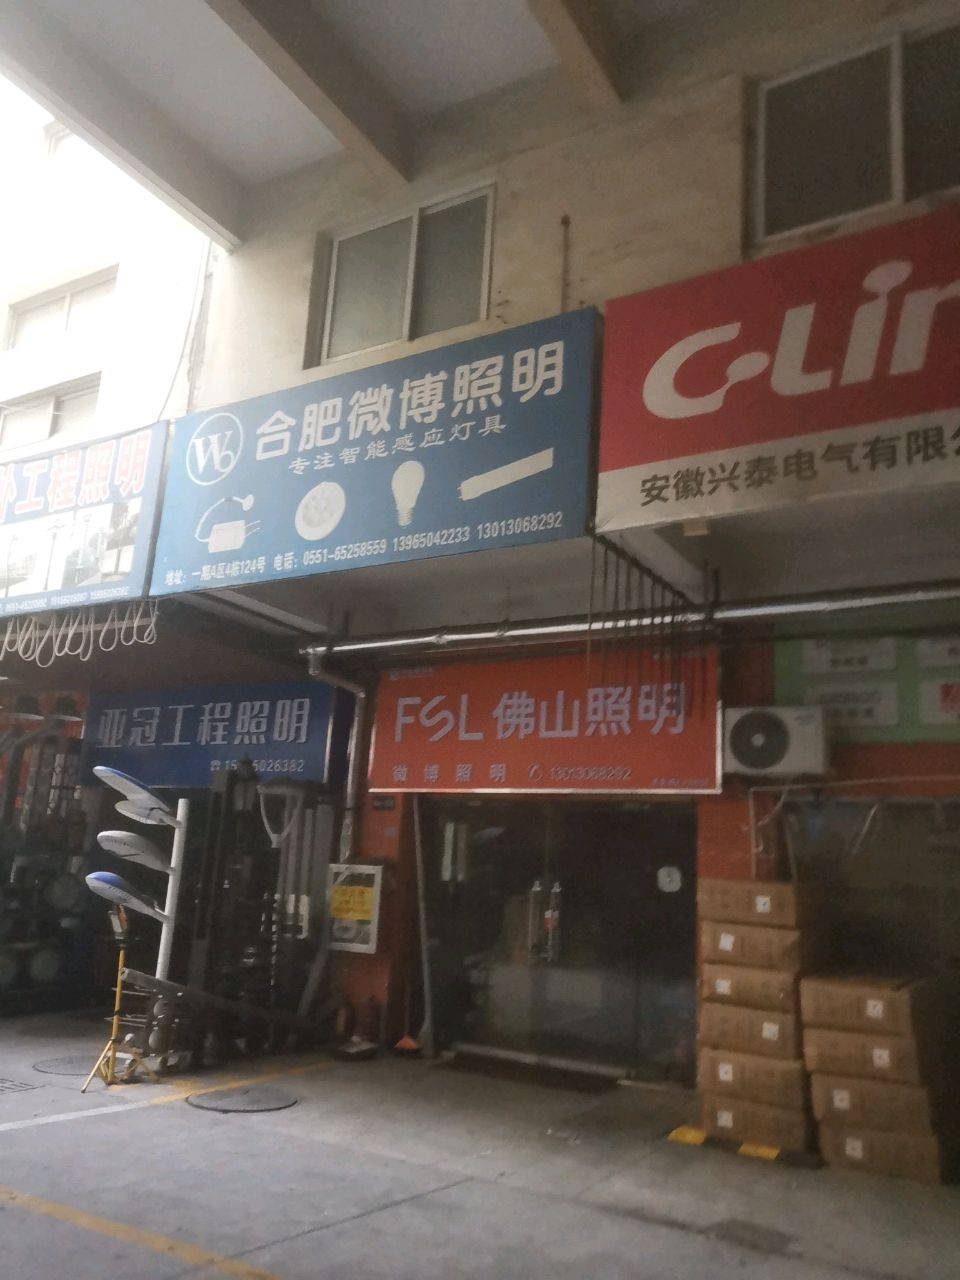 工程照明
Wb
合肥微博照明
专注智能感应灯具
地址：一期A区4栋124号 电话：0551-65258559 13965042233 13013068292
C-Lin
安徽兴泰电气有限
亚冠工程照明
FSL 佛山照明
微博照明 13013068292